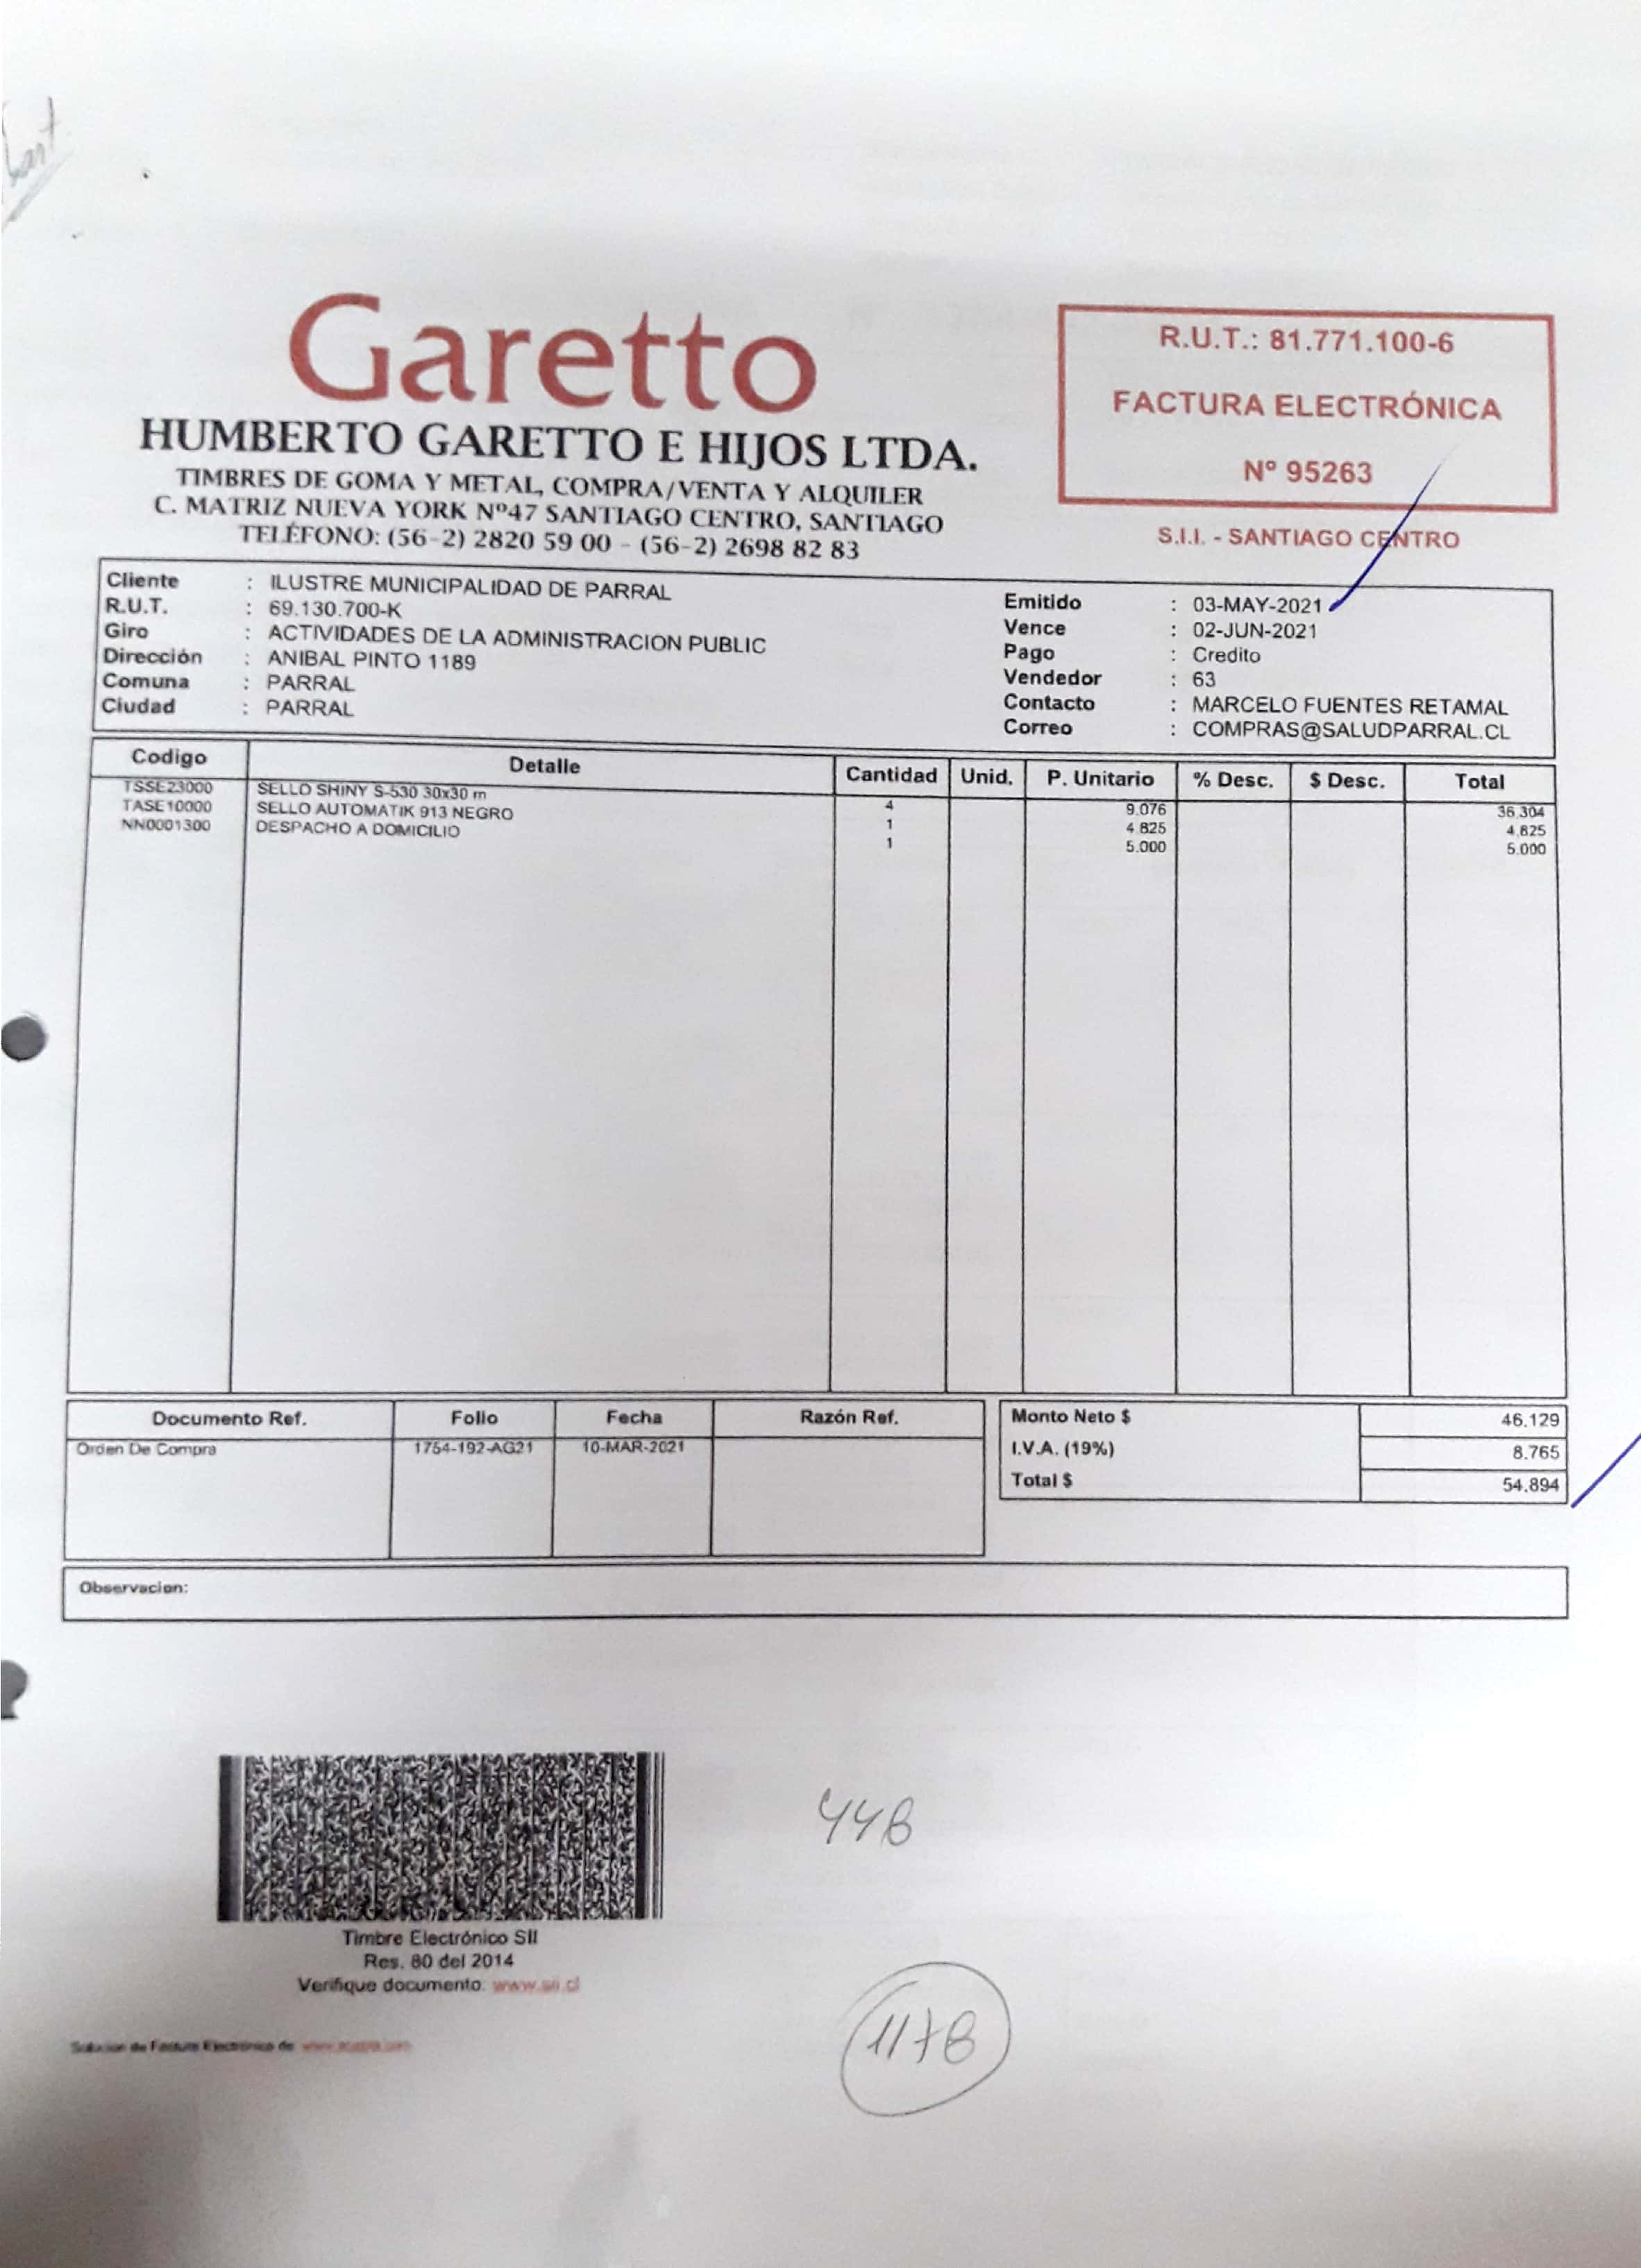 Garetto
HUMBERTO GARETTO E HIJOS LTDA.
TIMBRES DE GOMA Y METAL, COMPRA/VENTA Y ALQUILER
C. MATRIZ NUEVA YORK Nº47 SANTIAGO CENTRO, SANTIAGO
TELÉFONO: (56-2) 2820 59 00 - (56-2) 2698 82 83
R.U.T.: 81.771.100-6
FACTURA ELECTRÓNICA
Nº 95263
S.I.I. - SANTIAGO CENTRO
Cliente : ILUSTRE MUNICIPALIDAD DE PARRAL
R.U.T. : 69.130.700-K
Giro : ACTIVIDADES DE LA ADMINISTRACION PUBLIC
Dirección : ANIBAL PINTO 1189
Comuna : PARRAL
Ciudad : PARRAL
Emitido : 03-MAY-2021
Vence : 02-JUN-2021
Pago : Credito
Vendedor : 63
Contacto : MARCELO FUENTES RETAMAL
Correo : COMPRAS@SALUDPARRAL.CL
Codigo Detalle Cantidad Unid. P. Unitario % Desc. $ Desc. Total
TSSE23000 SELLO SHINY S-530 30x30 m 4 9.076 36.304
TASE10000 SELLO AUTOMATIK 913 NEGRO 1 4.825 4.825
NN0001300 DESPACHO A DOMICILIO 1 5.000 5.000
Documento Ref. Folio Fecha Razón Ref.
Orden De Compra 1754-192-AG21 10-MAR-2021
Monto Neto $ 46.129
I.V.A. (19%) 8.765
Total $ 54.894
Observacion:
Timbre Electrónico SII
Res. 80 del 2014
Verifique documento: www.sii.cl
Solucion de Factura Electrónica de: